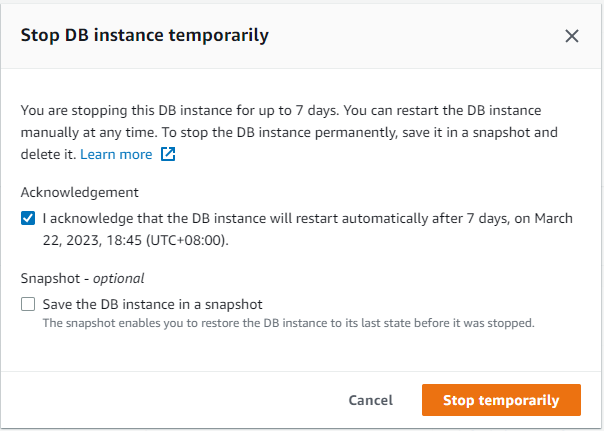 Stop DB instance temporarily
You are stopping this DB instance for up to 7 days. You can restart the DB instance
manually at any time. To stop the DB instance permanently, save it in a snapshot and
delete it. Learn more
Acknowledgement
I acknowledge that the DB instance will restart automatically after 7 days, on March
22, 2023, 18:45 (UTC+08:00).
Snapshot - optional
Save the DB instance in a snapshot
The snapshot enables you to restore the DB instance to its last state before it was stopped.
Cancel Stop temporarily